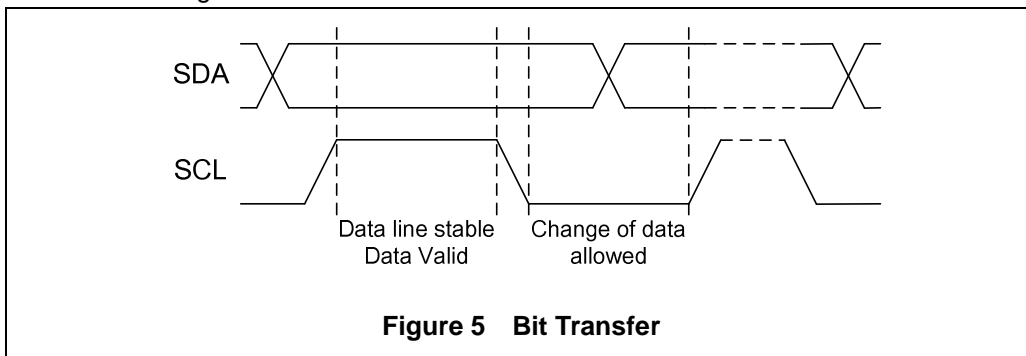 SDA
SCL
Data line stable
Data Valid
Change of data
allowed
Figure 5 Bit Transfer